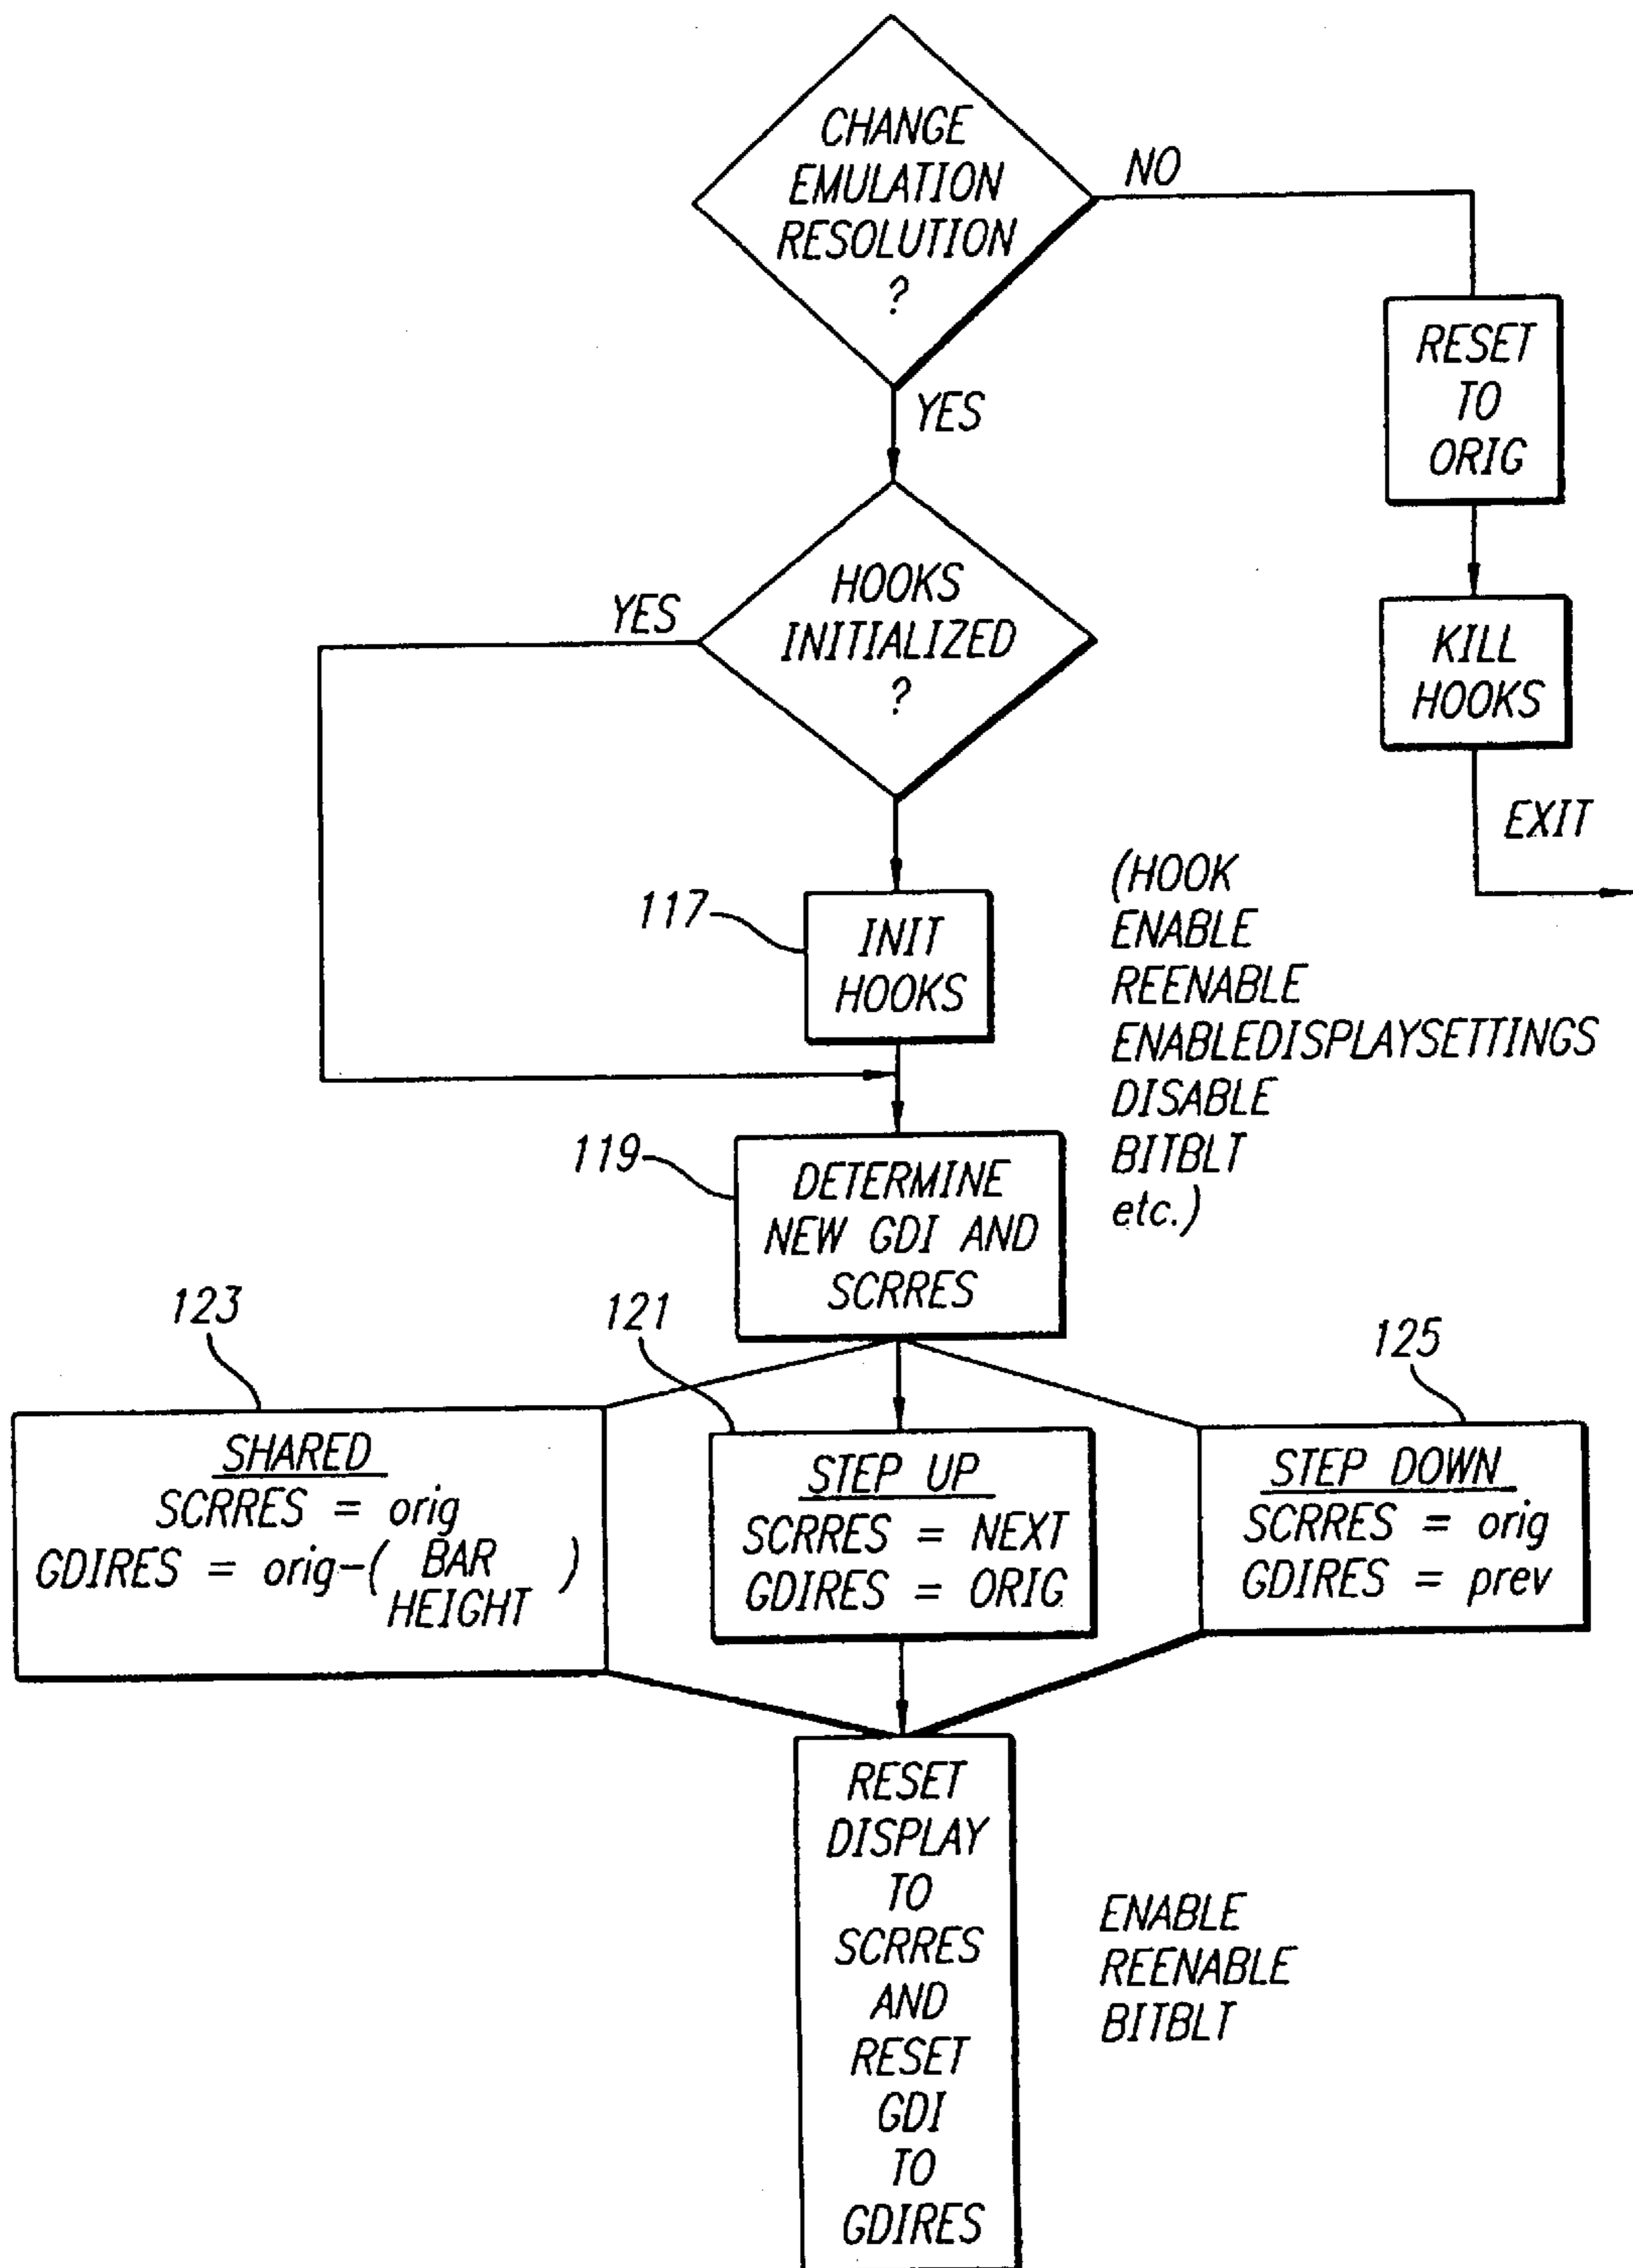 CHANGE
EMULATION
RESOLUTION
?
NO
YES
RESET
TO
ORIG
HOOKS
INITIALIZED
?
YES
KILL
HOOKS
EXIT
117
INIT
HOOKS
(HOOK
ENABLE
REENABLE
ENABLEDISPLAYSETTINGS
DISABLE
BITBLT
etc.)
119
DETERMINE
NEW GDI AND
SCRRES
123
SHARED
SCRRES = orig
GDIRES = orig-( BAR )
HEIGHT
121
STEP UP
SCRRES = NEXT
GDIRES = ORIG
125
STEP DOWN
SCRRES = orig
GDIRES = prev
RESET
DISPLAY
TO
SCRRES
AND
RESET
GDI
TO
GDIRES
ENABLE
REENABLE
BITBLT